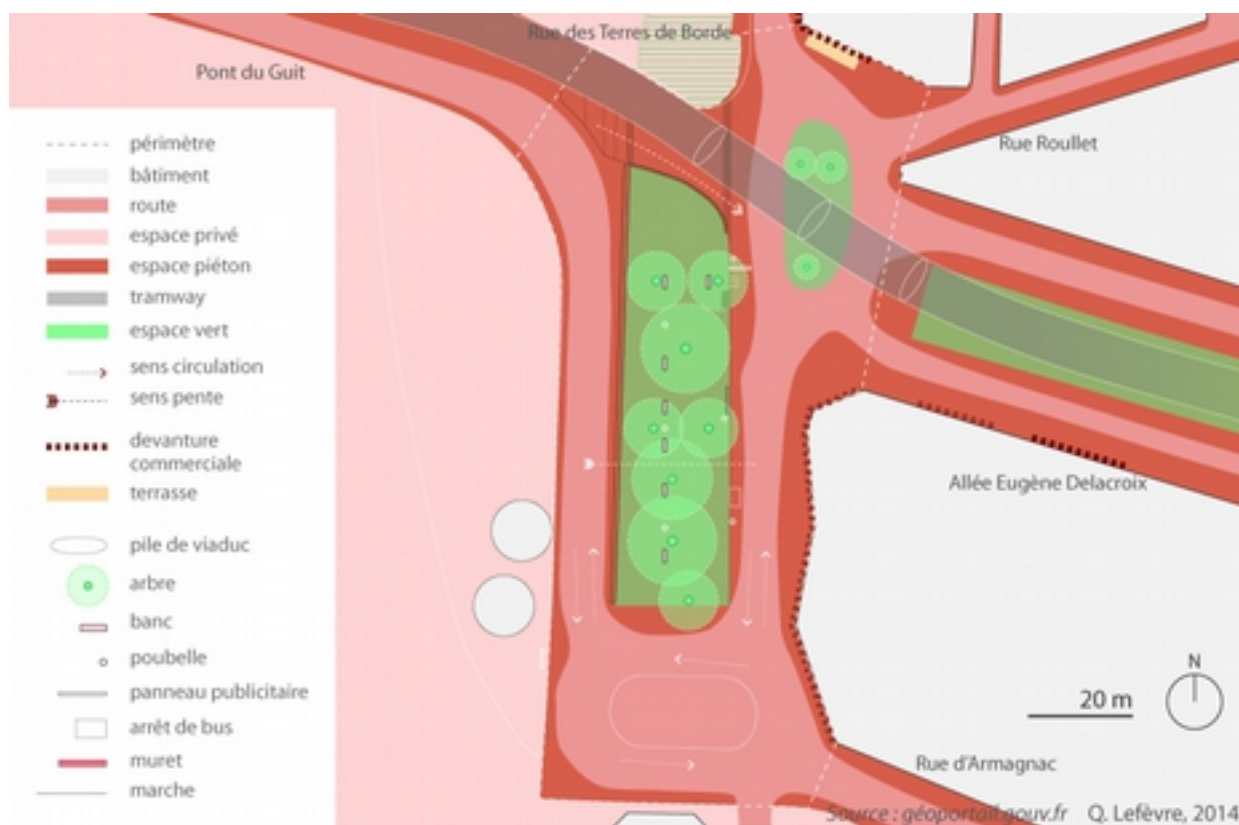 Rue des Terres de Borde
Pont du Guit
périmètre
bâtiment
route
espace privé
espace piéton
tramway
espace vert
sens circulation
sens pente
devanture
commerciale
terrasse
pile de viaduc
arbre
banc
poubelle
panneau publicitaire
arrêt de bus
muret
marche
Rue Roullet
Allée Eugène Delacroix
N
20 m
Rue d'Armagnac
Source : géoportail.gouv.fr Q. Lefèvre, 2014